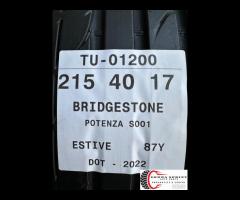 TU-01200
215 40 17
BRIDGESTONE
POTENZA S001
ESTIVE 87Y
DOT - 2022